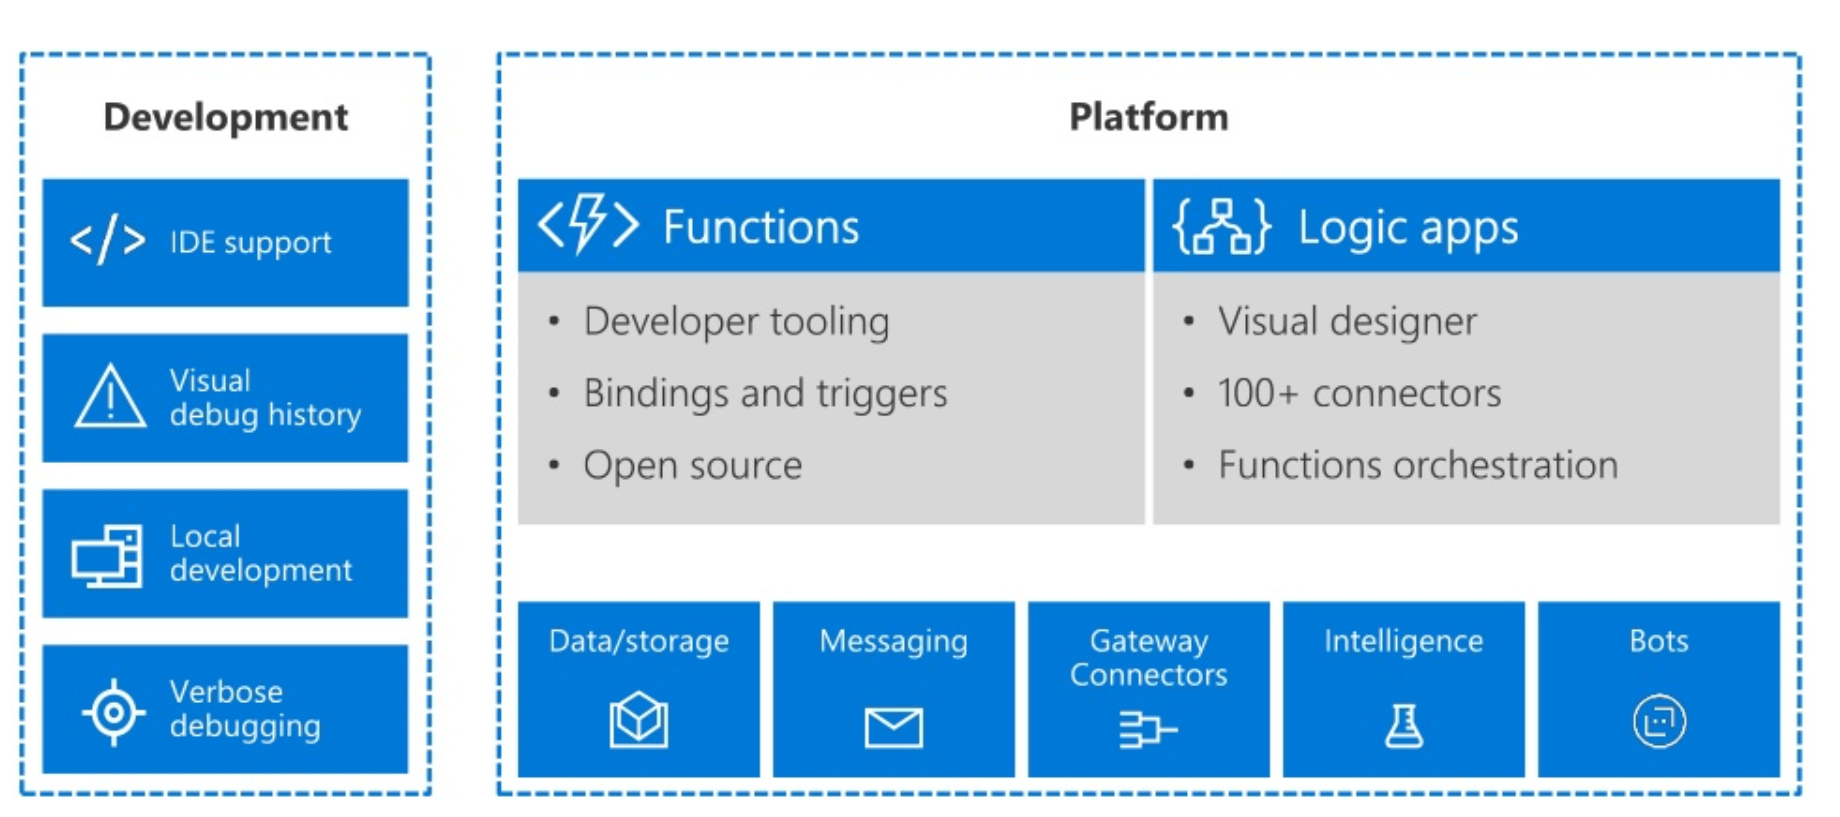 Development
IDE support
Visual
debug history
Local
development
Verbose
debugging
Platform
Functions
• Developer tooling
• Bindings and triggers
• Open source
Logic apps
• Visual designer
• 100+ connectors
• Functions orchestration
Data/storage
Messaging
Gateway
Connectors
Intelligence
Bots